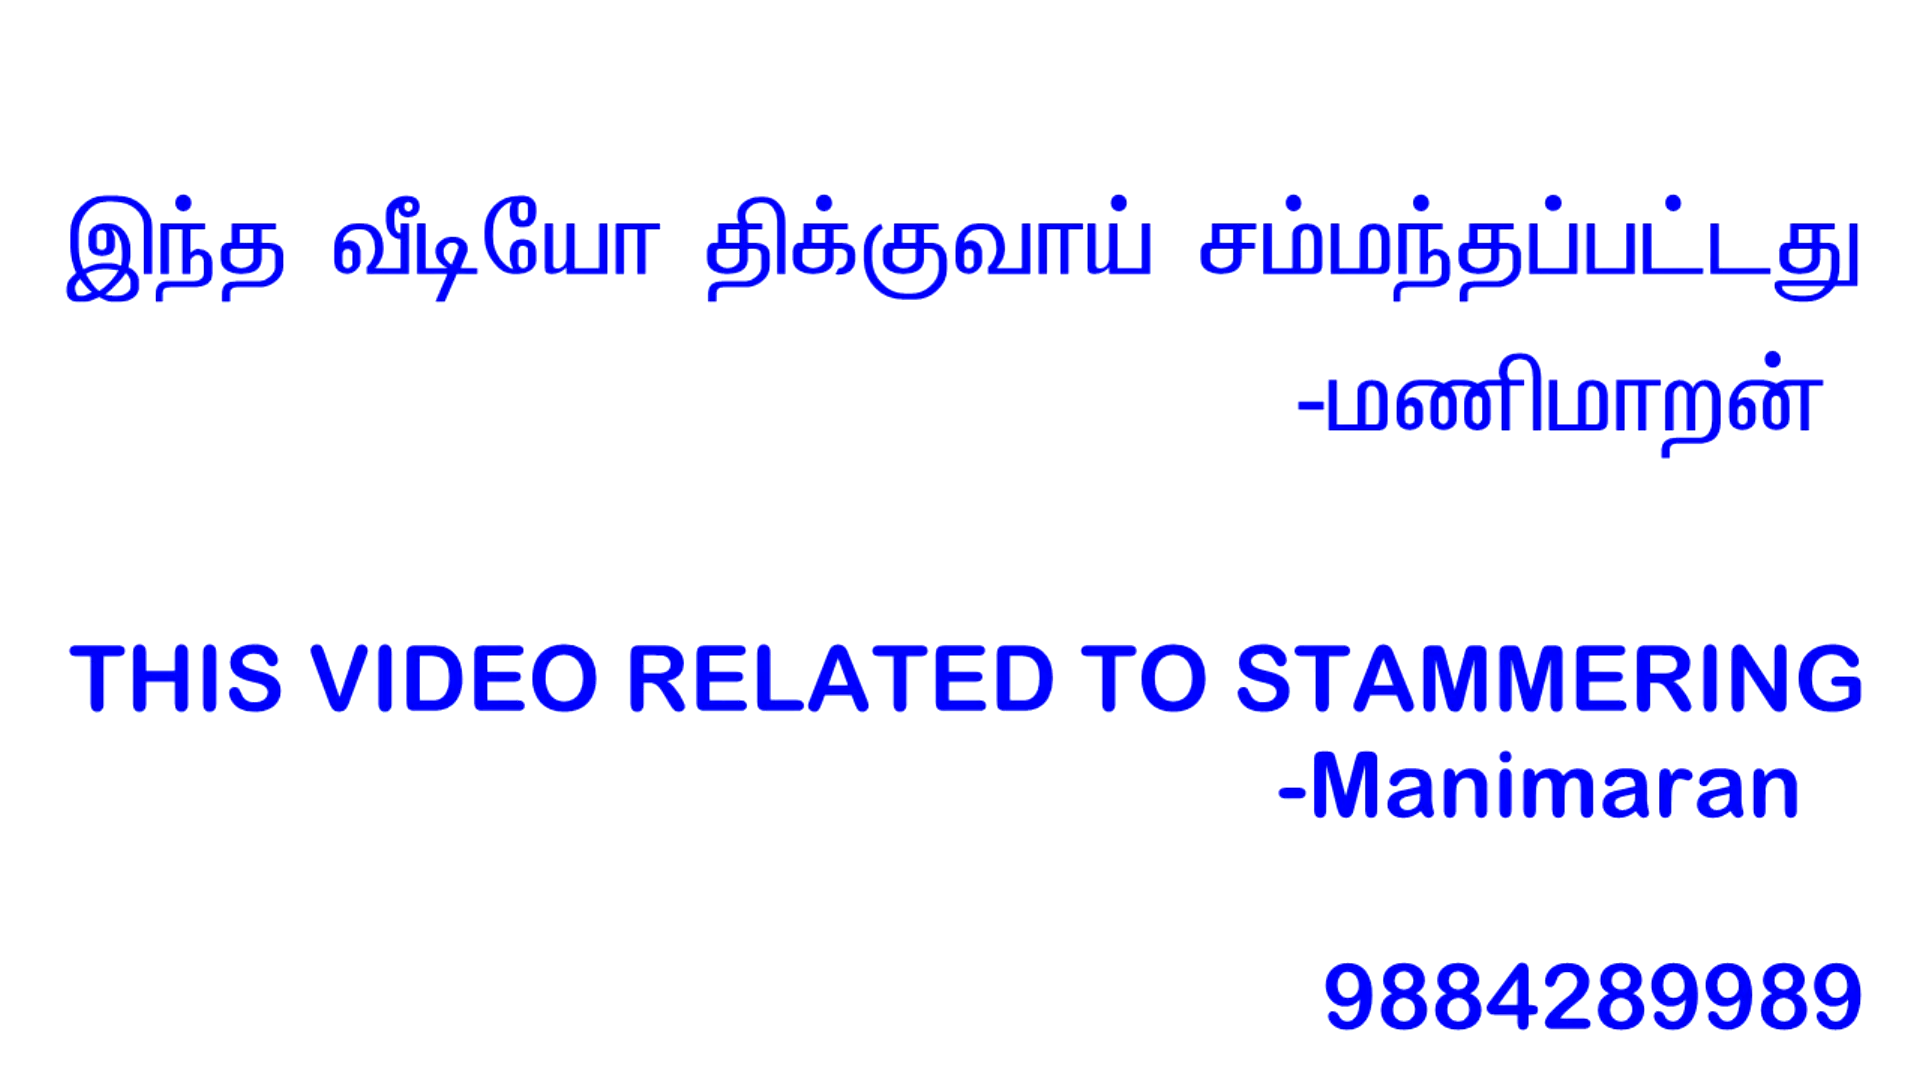 இந்த வீடியோ திக்குவாய் சம்மந்தப்பட்டது
-மணிமாறன்
THIS VIDEO RELATED TO STAMMERING
-Manimaran
9884289989